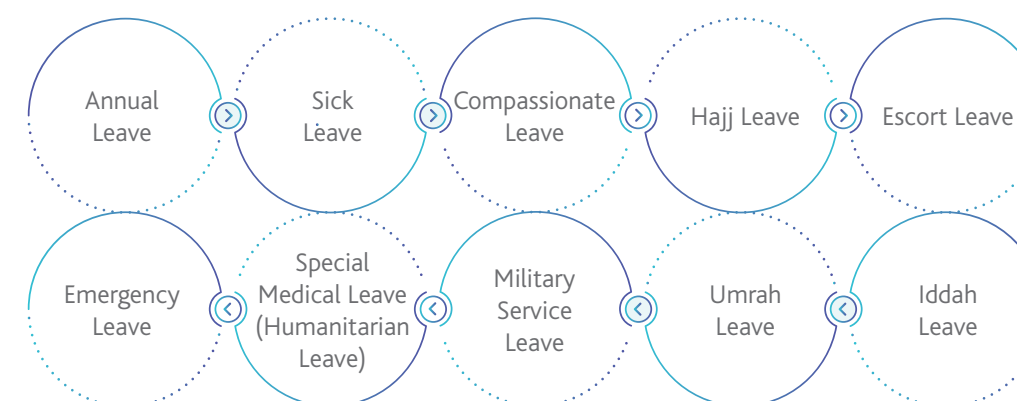 Annual
Leave
Sick
Leave
Compassionate
Leave
Hajj Leave
Escort Leave
Emergency
Leave
Special
Medical Leave
(Humanitarian
Leave)
Military
Service
Leave
Umrah
Leave
Iddah
Leave